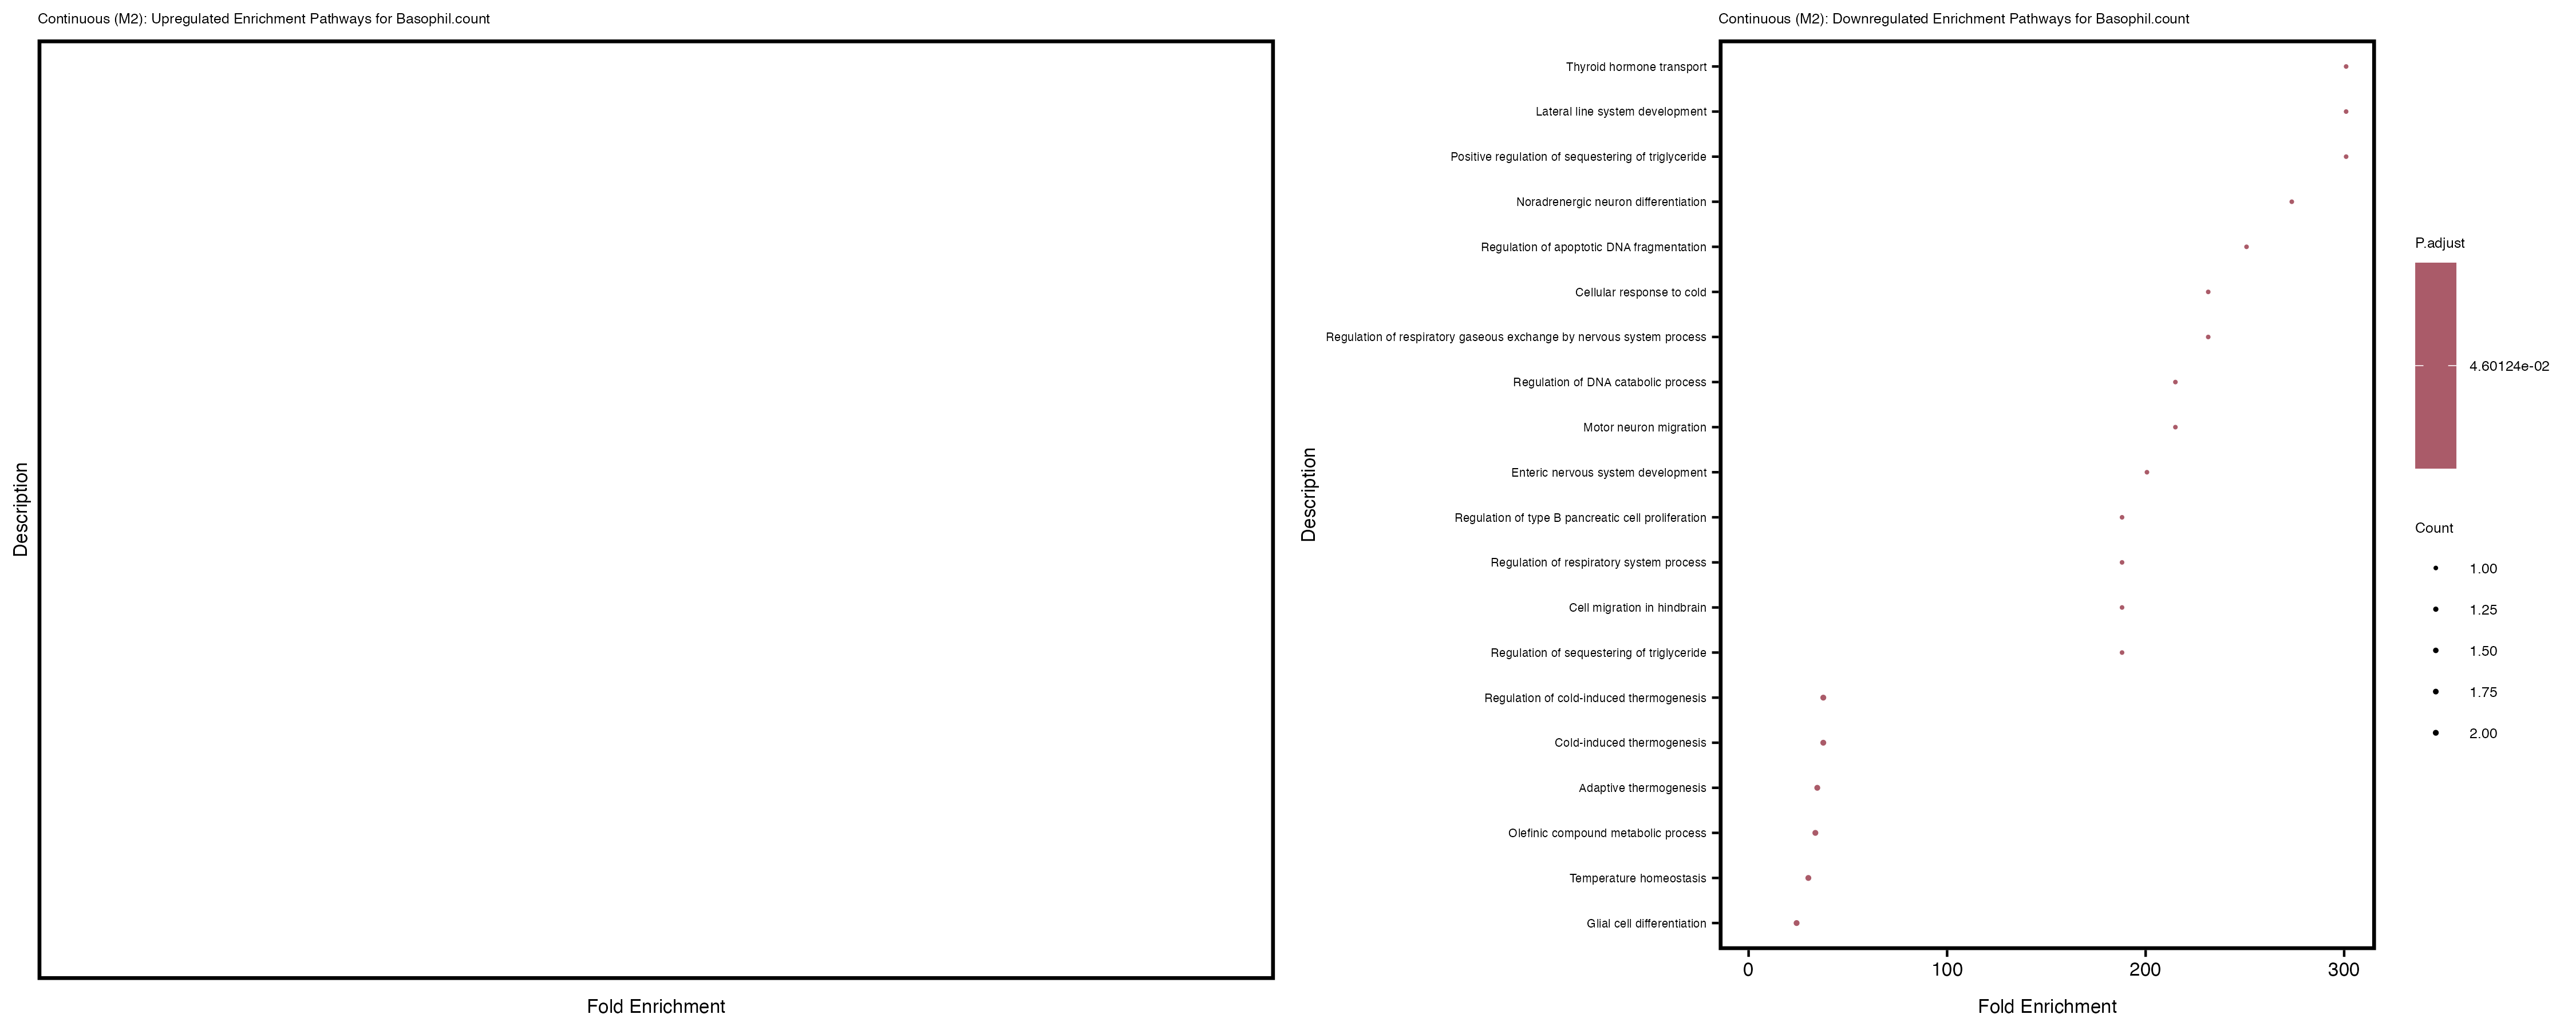 Continuous (M2): Upregulated Enrichment Pathways for Basophil.count
Description
Fold Enrichment
Continuous (M2): Downregulated Enrichment Pathways for Basophil.count
Description
Thyroid hormone transport
Lateral line system development
Positive regulation of sequestering of triglyceride
Noradrenergic neuron differentiation
Regulation of apoptotic DNA fragmentation
Cellular response to cold
Regulation of respiratory gaseous exchange by nervous system process
Regulation of DNA catabolic process
Motor neuron migration
Enteric nervous system development
Regulation of type B pancreatic cell proliferation
Regulation of respiratory system process
Cell migration in hindbrain
Regulation of sequestering of triglyceride
Regulation of cold-induced thermogenesis
Cold-induced thermogenesis
Adaptive thermogenesis
Olefinic compound metabolic process
Temperature homeostasis
Glial cell differentiation
0 100 200 300
Fold Enrichment
P.adjust
4.60124e-02
Count
1.00
1.25
1.50
1.75
2.00